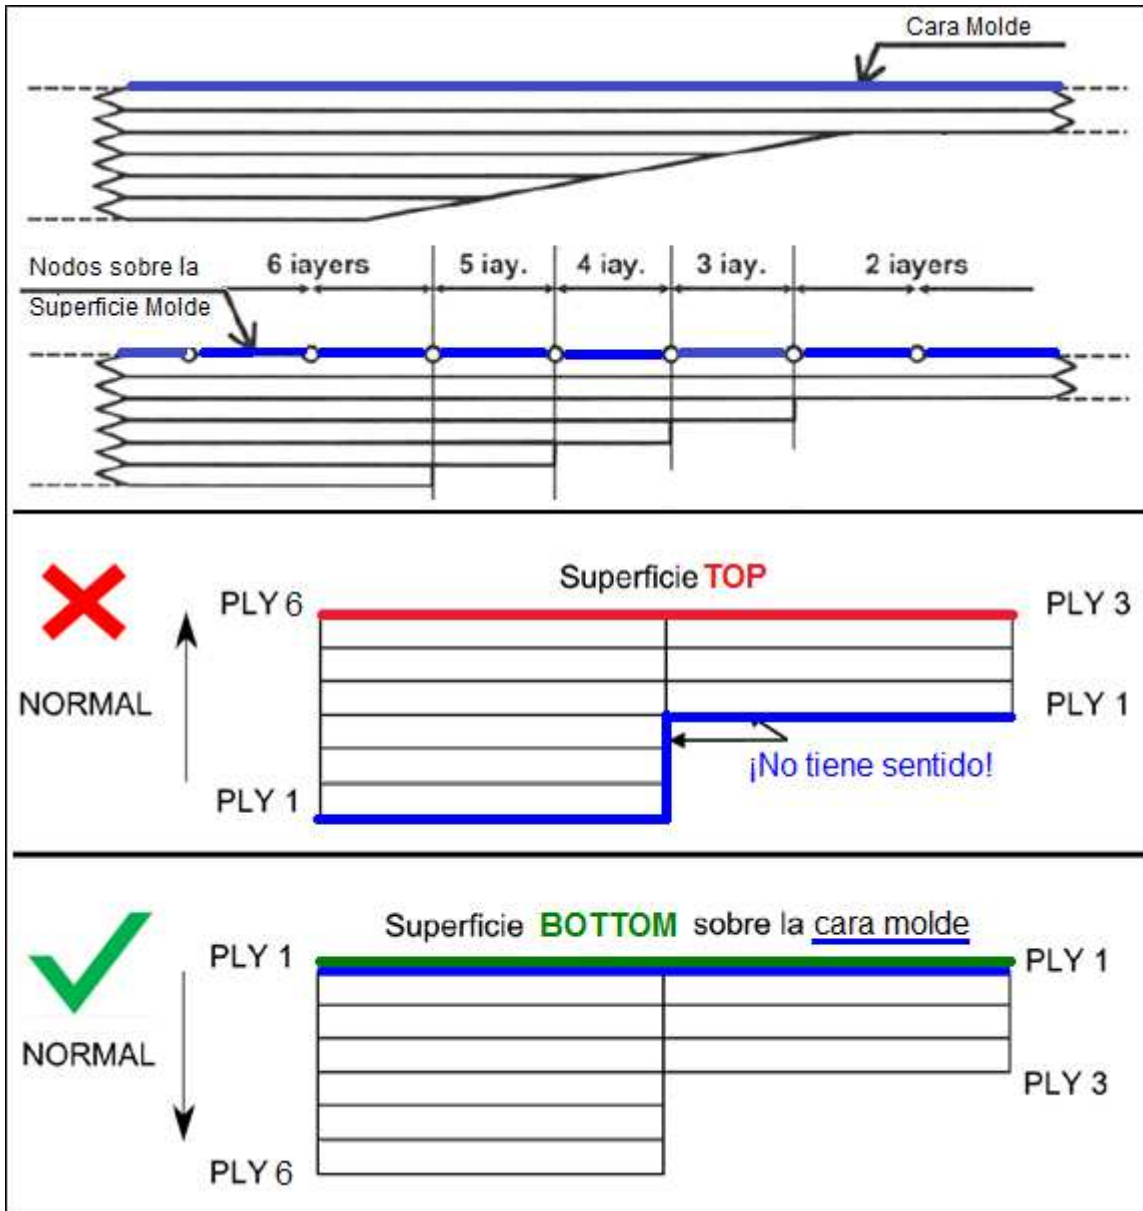 Cara Molde
Nodos sobre la
Superficie Molde
6 iayers
5 iay.
4 iay.
3 iay.
2 iayers
Superficie TOP
PLY 6
PLY 3
NORMAL
PLY 1
¡No tiene sentido!
PLY 1
Superficie BOTTOM sobre la cara molde
PLY 1
PLY 1
NORMAL
PLY 3
PLY 6